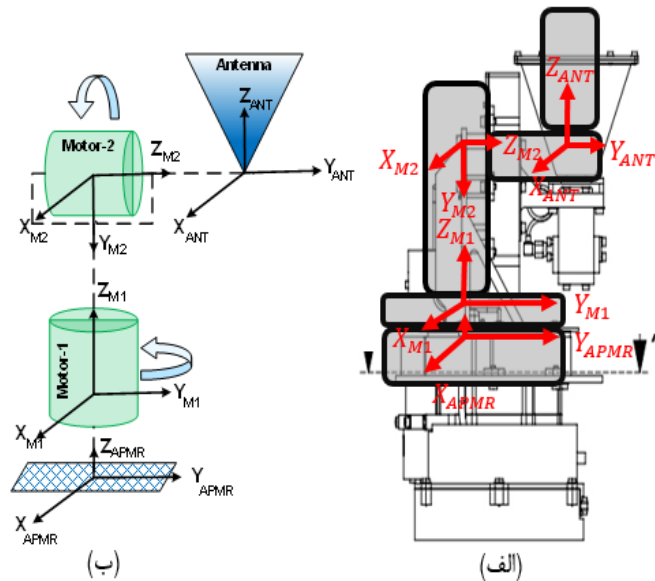 Antenna
Z_ANT
Y_ANT
X_ANT
Motor-2
Z_M2
X_M2
Y_M2
Z_M1
Motor-1
Y_M1
X_M1
Z_APMR
Y_APMR
X_APMR
(ب)
Z_ANT
Y_ANT
X_ANT
X_M2
Z_M2
Y_M2
Z_M1
Y_M1
X_M1
Y_APMR
X_APMR
(الف)